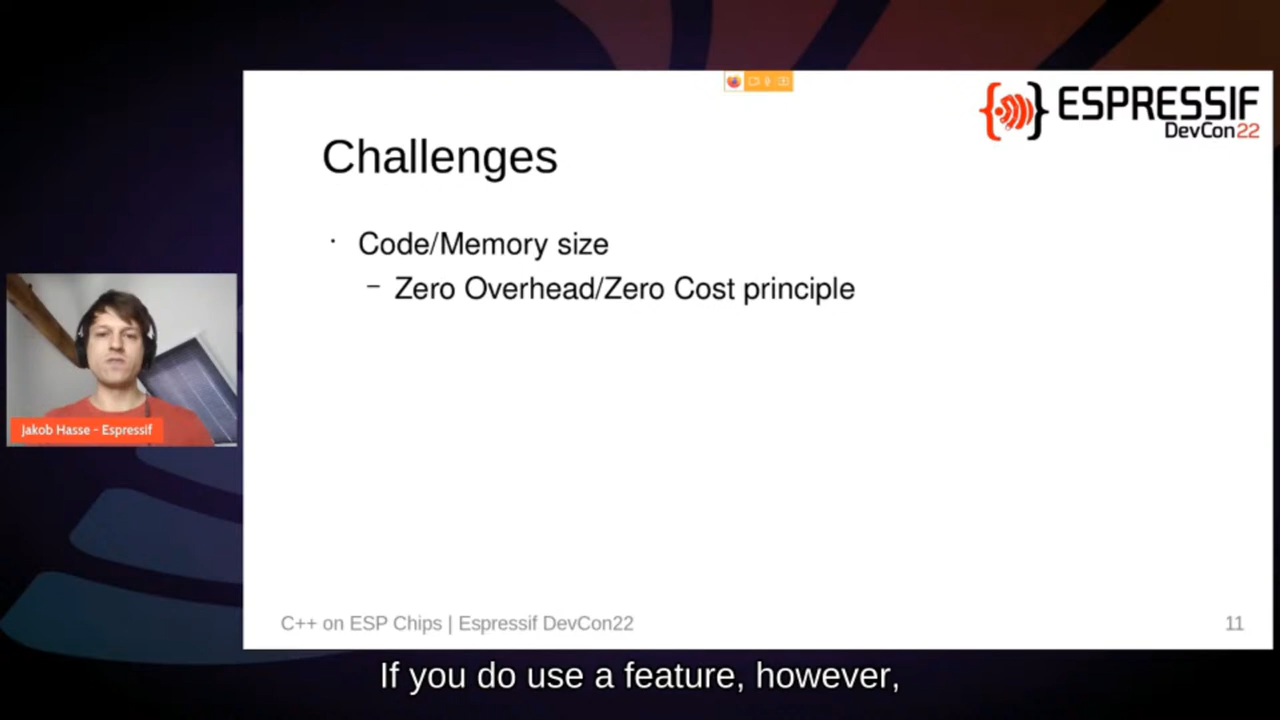 ESPRESSIF
DevCon22
Challenges
· Code/Memory size
– Zero Overhead/Zero Cost principle
Jakob Hasse - Espressif
C++ on ESP Chips | Espressif DevCon22
11
If you do use a feature, however,